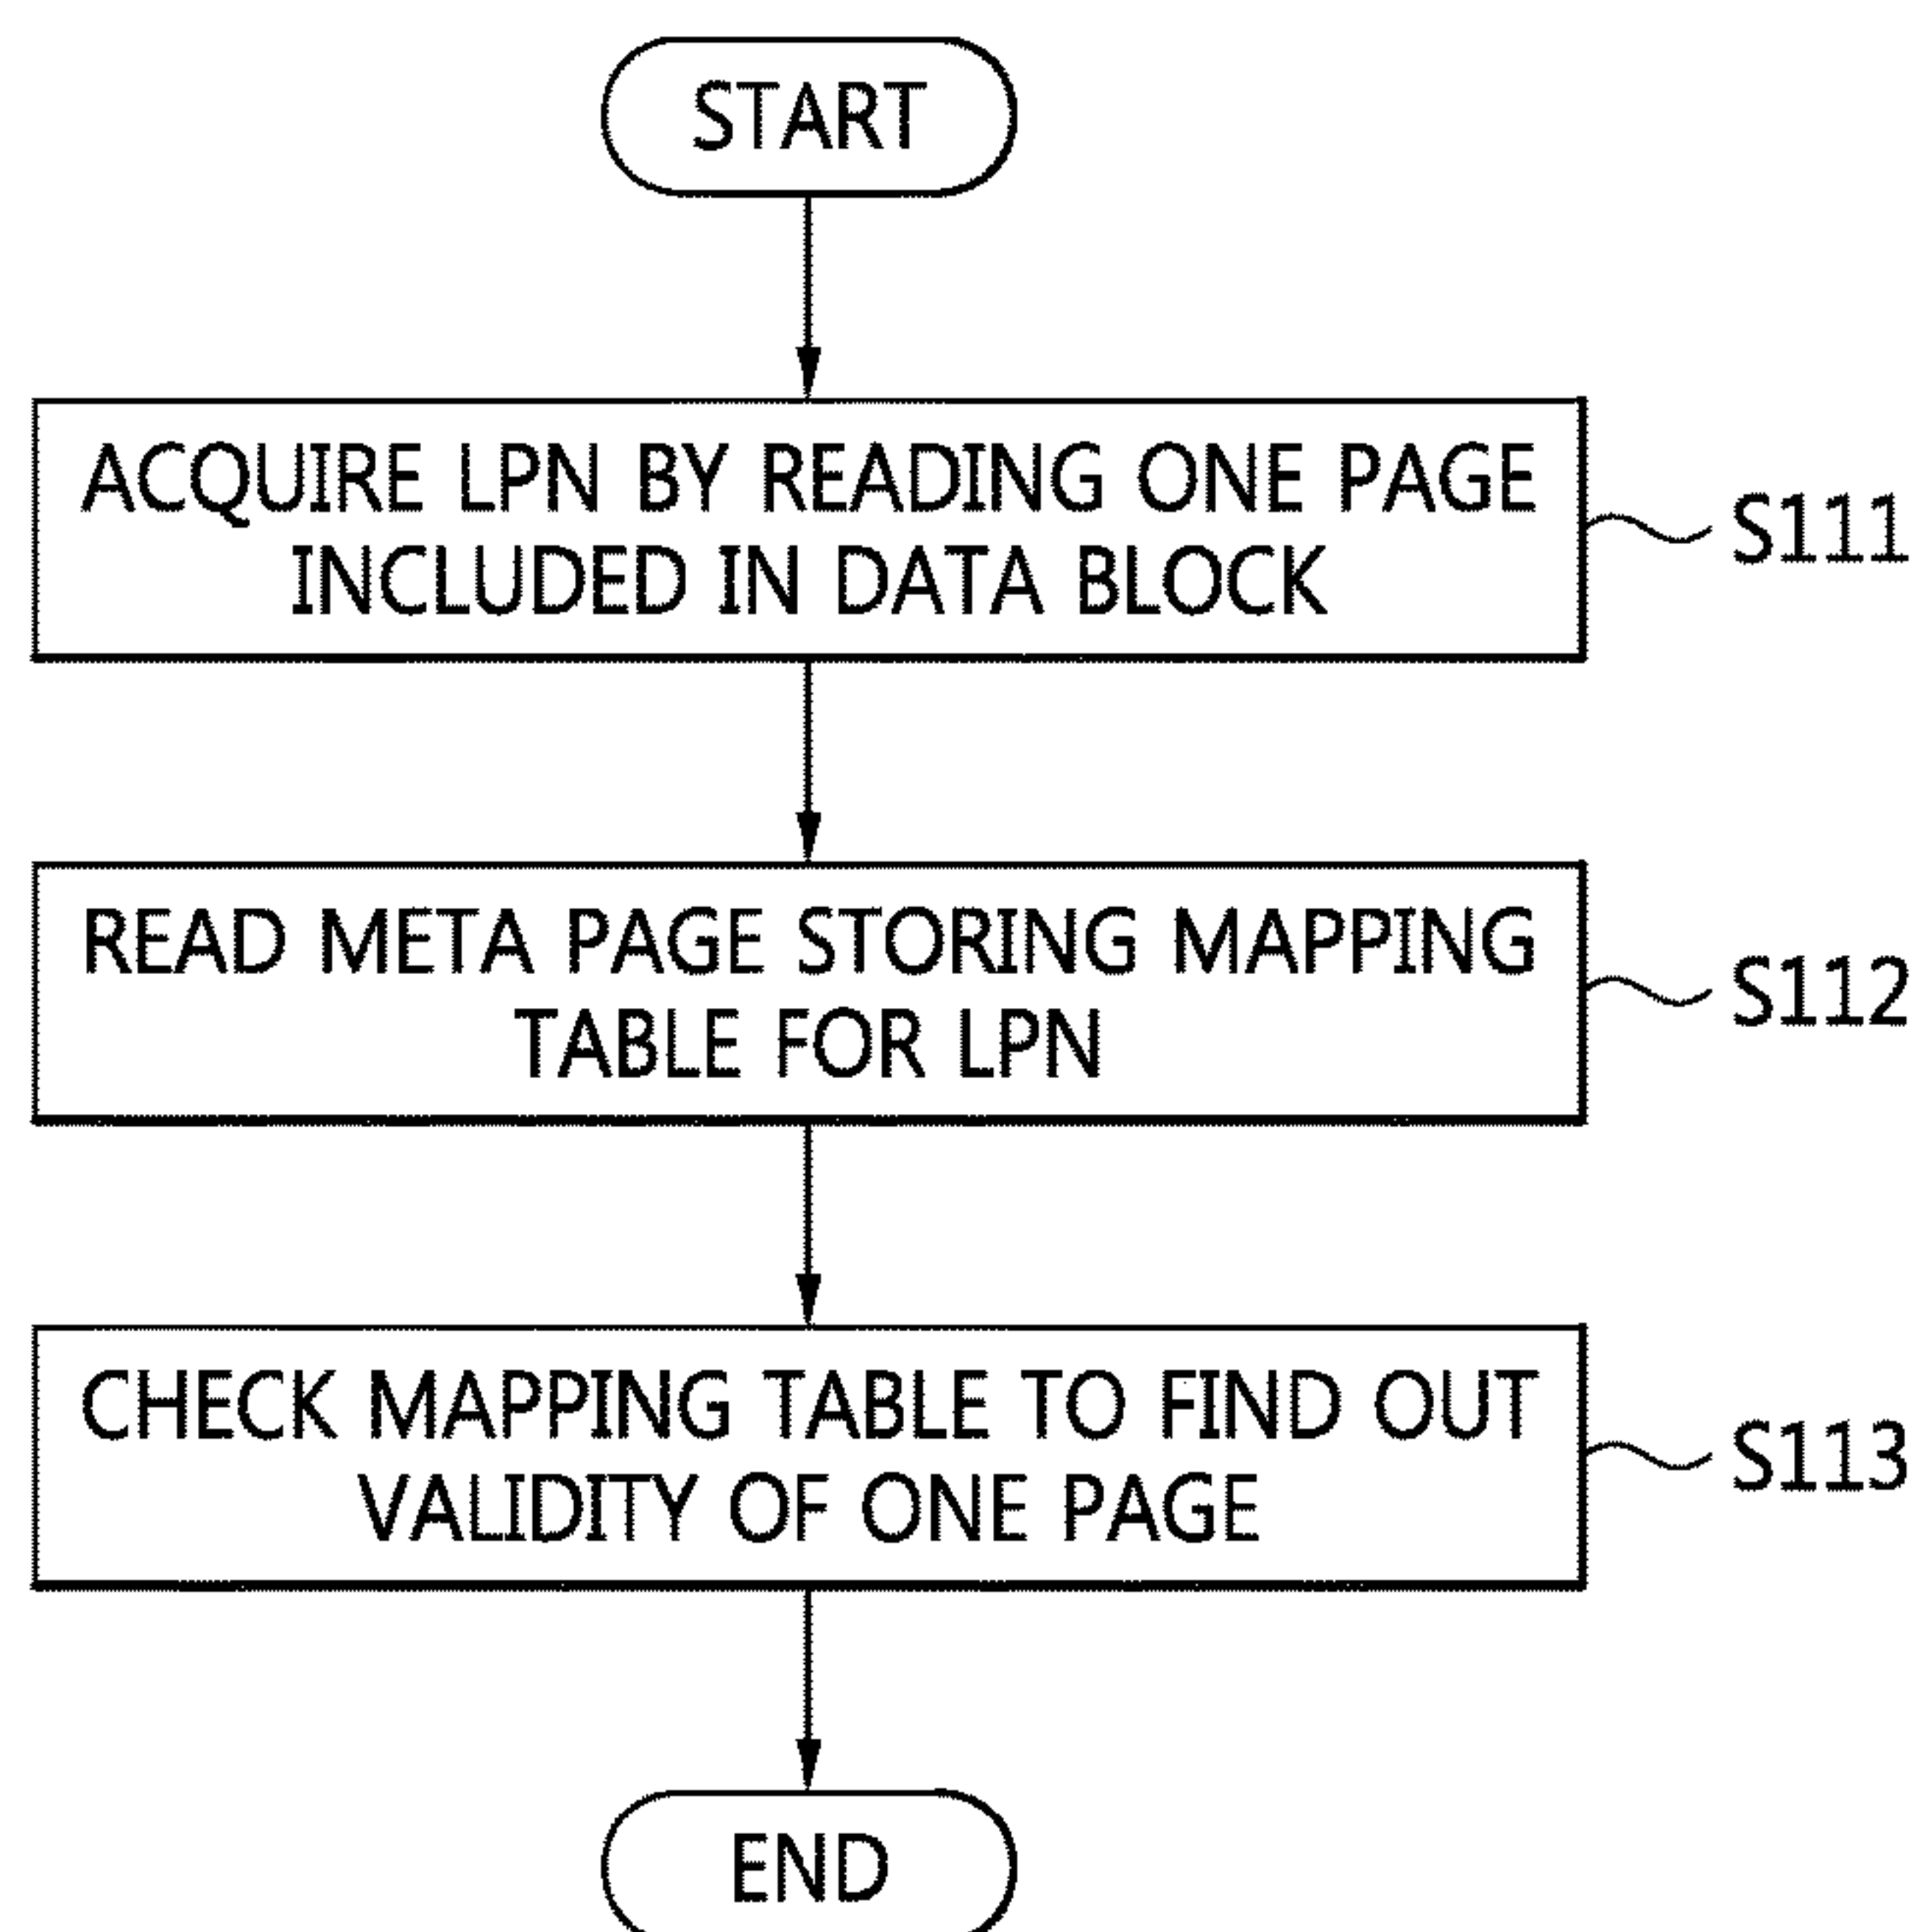 START
ACQUIRE LPN BY READING ONE PAGE
INCLUDED IN DATA BLOCK
S111
READ META PAGE STORING MAPPING
TABLE FOR LPN
S112
CHECK MAPPING TABLE TO FIND OUT
VALIDITY OF ONE PAGE
S113
END